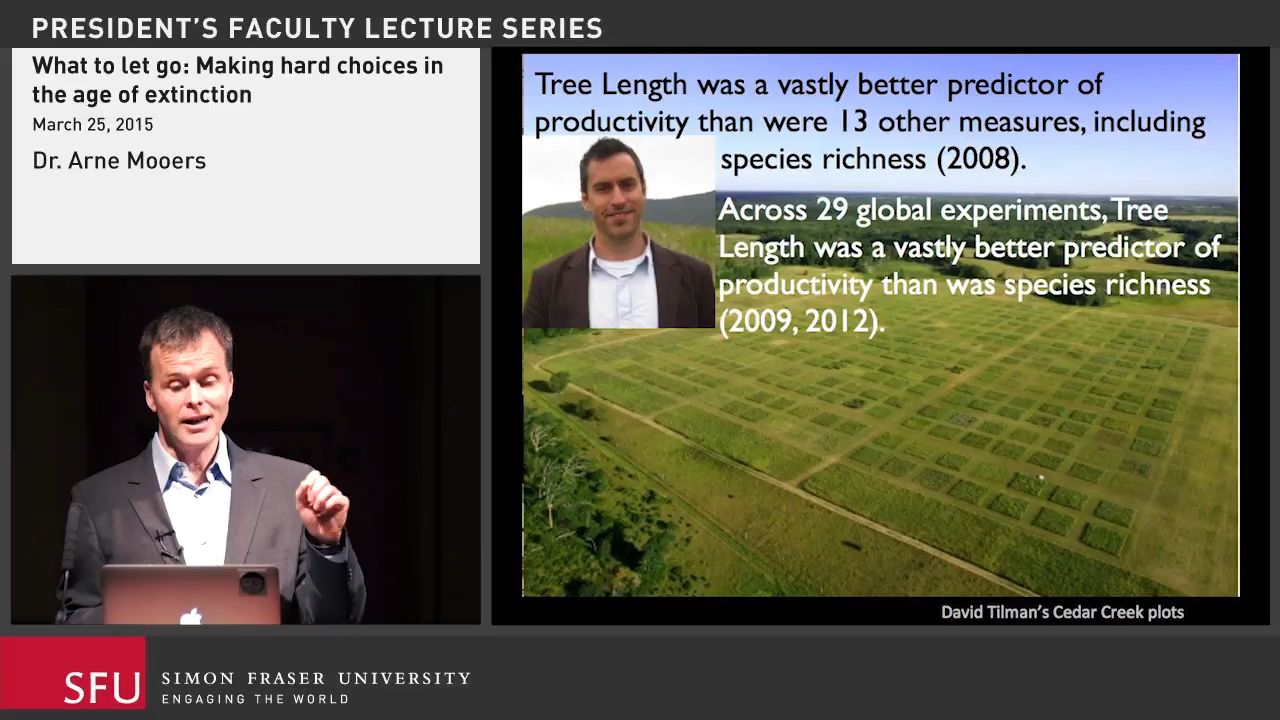 PRESIDENT'S FACULTY LECTURE SERIES
What to let go: Making hard choices in
the age of extinction
March 25, 2015
Dr. Arne Mooers
Tree Length was a vastly better predictor of
productivity than were 13 other measures, including
species richness (2008).
Across 29 global experiments, Tree
Length was a vastly better predictor of
productivity than was species richness
(2009, 2012).
David Tilman's Cedar Creek plots
SFU
SIMON FRASER UNIVERSITY
ENGAGING THE WORLD